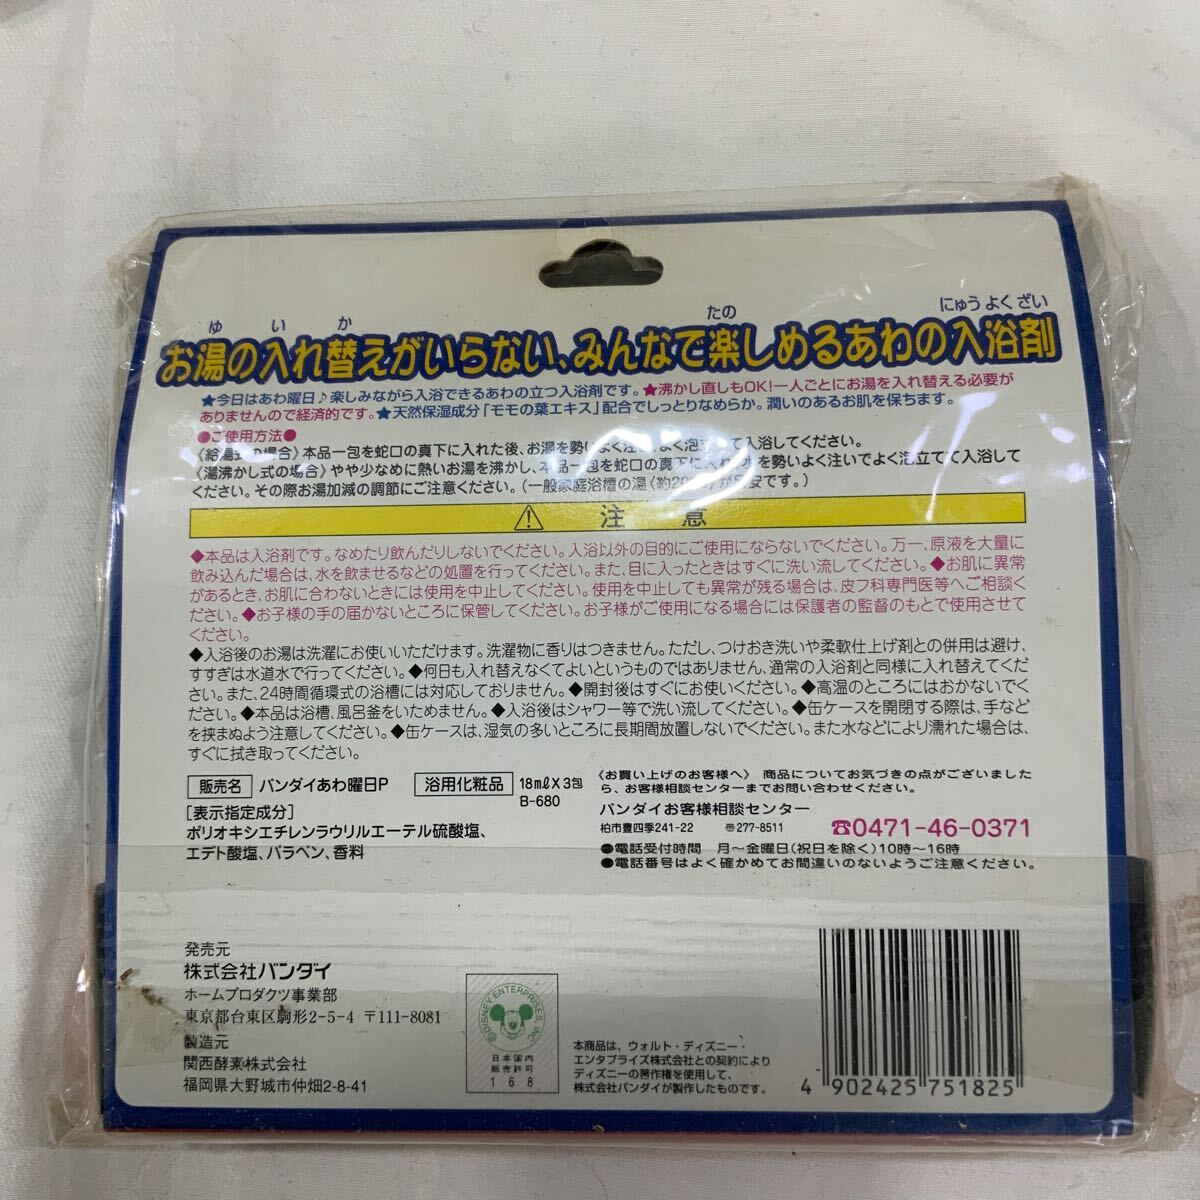 ゆ い か たの にゅう よく ざい
お湯の入れ替えがいらない、みんなで楽しめるあわの入浴剤
★今日はあわ曜日♪楽しみながら入浴できるあわの立つ入浴剤です。★沸かし直しもOK!一人ごとにお湯を入れ替える必要が
ありませんので経済的です。★天然保湿成分「モモの葉エキス」配合でしっとりなめらか。潤いのあるお肌を保ちます。
●ご使用方法●
《給湯式の場合》本品一包を蛇口の真下に入れた後、お湯を勢いよく注 よく泡 て入浴してください。
《湯沸かし式の場合》やや少なめに熱いお湯を沸かし、本品一包を蛇口の真下に入れ を勢いよく注いでよく泡立てて入浴して
ください。その際お湯加減の調節にご注意ください。(一般家庭浴槽の湯〈約20 が目安です。)
⚠ 注 意
◆本品は入浴剤です。なめたり飲んだりしないでください。入浴以外の目的にご使用にならないでください。万一、原液を大量に
飲み込んだ場合は、水を飲ませるなどの処置を行ってください。また、目に入ったときはすぐに洗い流してください。◆お肌に異常
があるとき、お肌に合わないときには使用を中止してください。使用を中止しても異常が残る場合は、皮フ科専門医等へご相談く
ださい。◆お子様の手の届かないところに保管してください。お子様がご使用になる場合には保護者の監督のもとで使用させて
ください。
◆入浴後のお湯は洗濯にお使いいただけます。洗濯物に香りはつきません。ただし、つけおき洗いや柔軟仕上げ剤との併用は避け、
すすぎは水道水で行ってください。◆何日も入れ替えなくてよいというものではありません、通常の入浴剤と同様に入れ替えてくだ
さい。また、24時間循環式の浴槽には対応しておりません。◆開封後はすぐにお使いください。◆高温のところにはおかないでく
ださい。◆本品は浴槽、風呂釜をいためません。◆入浴後はシャワー等で洗い流してください。◆缶ケースを開閉する際は、手など
を挟まぬよう注意してください。◆缶ケースは、湿気の多いところに長期間放置しないでください。また水などにより濡れた場合は、
すぐに拭き取ってください。
販売名 バンダイあわ曜日P 浴用化粧品 18mℓ×3包
B-680
[表示指定成分]
ポリオキシエチレンラウリルエーテル硫酸塩、
エデト酸塩、パラベン、香料
《お買い上げのお客様へ》 商品についてお気づきの点がございました
ら、お客様相談センターまでお問い合わせください。
バンダイお客様相談センター
柏市豊四季241-22 〠277-8511 ☎0471-46-0371
●電話受付時間 月～金曜日(祝日を除く)10時～16時
●電話番号はよく確かめてお間違いのないようご注意ください。
発売元
株式会社バンダイ
ホームプロダクツ事業部
東京都台東区駒形2-5-4 〒111-8081
製造元
関西酵素株式会社
福岡県大野城市仲畑2-8-41
©DISNEY ENTERPRISES, INC.
日本国内
販売許可
168
本商品は、ウォルト・ディズニー・
エンタプライズ株式会社との契約により
ディズニーの著作権を使用して、
株式会社バンダイが製作したものです。
4 902425 751825